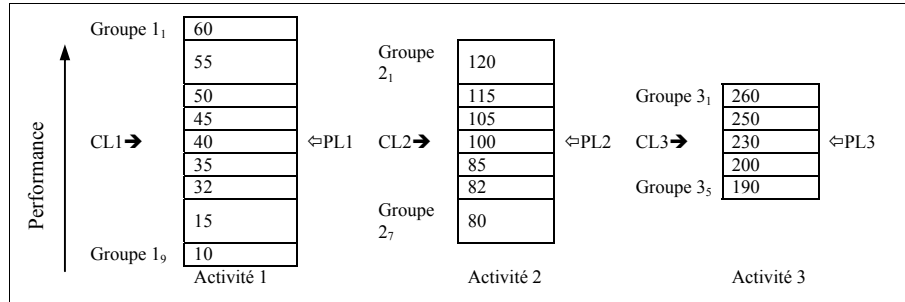 Performance
Groupe 1₁
60
55
50
45
CL1➔
40
⇦PL1
35
32
15
Groupe 1₉
10
Activité 1
Groupe
2₁
120
115
105
CL2➔
100
⇦PL2
85
82
Groupe
2₇
80
Activité 2
Groupe 3₁
260
250
CL3➔
230
⇦PL3
200
Groupe 3₅
190
Activité 3